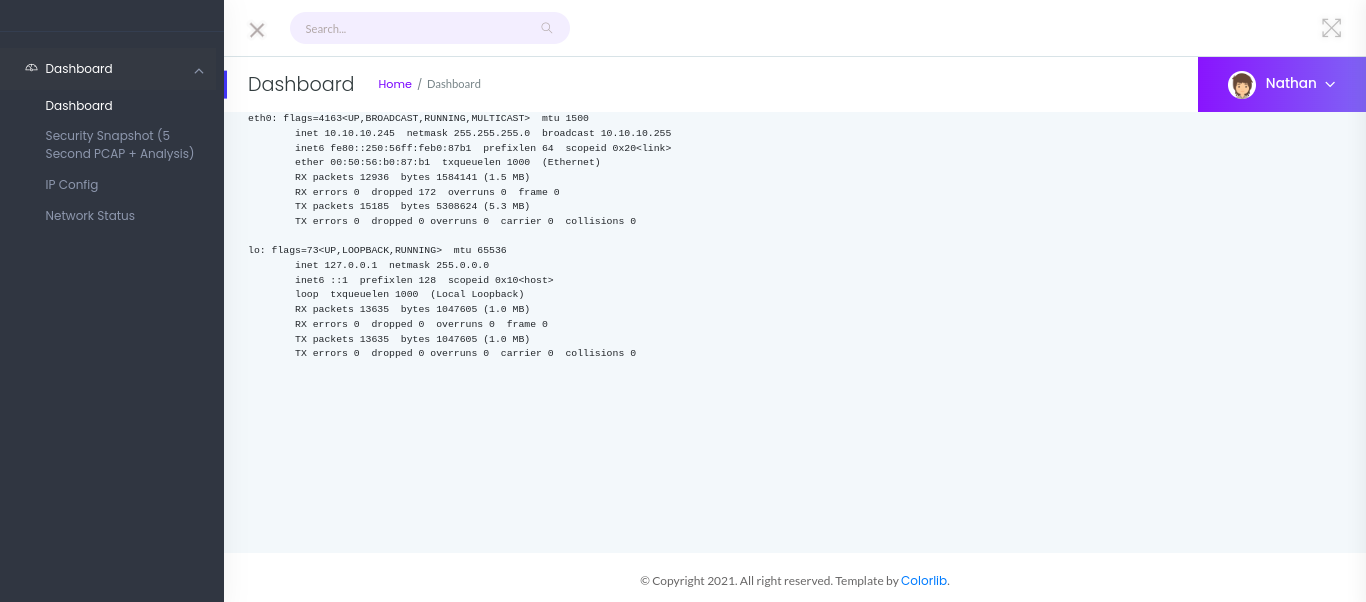 Search...
Dashboard
Dashboard
Security Snapshot (5
Second PCAP + Analysis)
IP Config
Network Status
Dashboard
Home / Dashboard
Nathan
eth0: flags=4163<UP,BROADCAST,RUNNING,MULTICAST>  mtu 1500
        inet 10.10.10.245  netmask 255.255.255.0  broadcast 10.10.10.255
        inet6 fe80::250:56ff:feb0:87b1  prefixlen 64  scopeid 0x20<link>
        ether 00:50:56:b0:87:b1  txqueuelen 1000  (Ethernet)
        RX packets 12936  bytes 1584141 (1.5 MB)
        RX errors 0  dropped 172  overruns 0  frame 0
        TX packets 15185  bytes 5308624 (5.3 MB)
        TX errors 0  dropped 0 overruns 0  carrier 0  collisions 0
lo: flags=73<UP,LOOPBACK,RUNNING>  mtu 65536
        inet 127.0.0.1  netmask 255.0.0.0
        inet6 ::1  prefixlen 128  scopeid 0x10<host>
        loop  txqueuelen 1000  (Local Loopback)
        RX packets 13635  bytes 1047605 (1.0 MB)
        RX errors 0  dropped 0  overruns 0  frame 0
        TX packets 13635  bytes 1047605 (1.0 MB)
        TX errors 0  dropped 0 overruns 0  carrier 0  collisions 0
© Copyright 2021. All right reserved. Template by Colorlib.